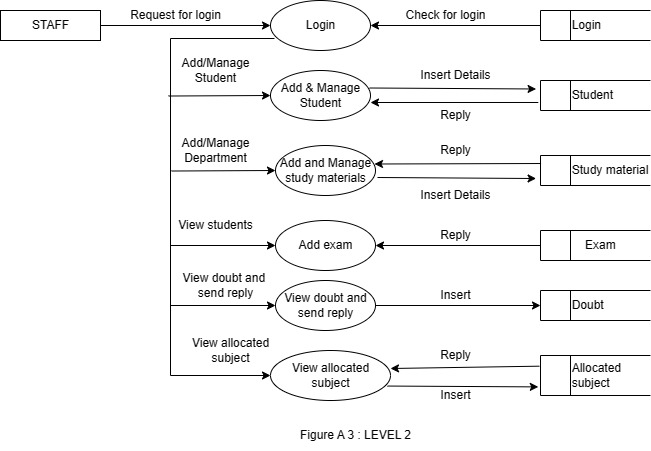 STAFF
Request for login
Login
Check for login
Login
Add/Manage
Student
Add & Manage
Student
Insert Details
Reply
Student
Add/Manage
Department
Add and Manage
study materials
Reply
Insert Details
Study material
View students
Add exam
Reply
Exam
View doubt and
send reply
View doubt and
send reply
Insert
Doubt
View allocated
subject
View allocated
subject
Reply
Insert
Allocated
subject
Figure A 3 : LEVEL 2